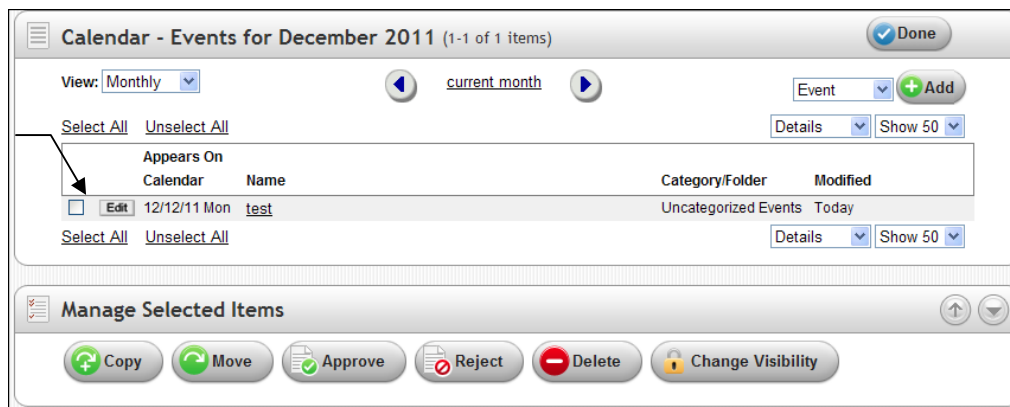 Calendar - Events for December 2011 (1-1 of 1 items) Done
View: Monthly current month Event Add
Select All Unselect All Details Show 50
Appears On
Calendar Name Category/Folder Modified
Edit 12/12/11 Mon test Uncategorized Events Today
Select All Unselect All Details Show 50
Manage Selected Items
Copy Move Approve Reject Delete Change Visibility